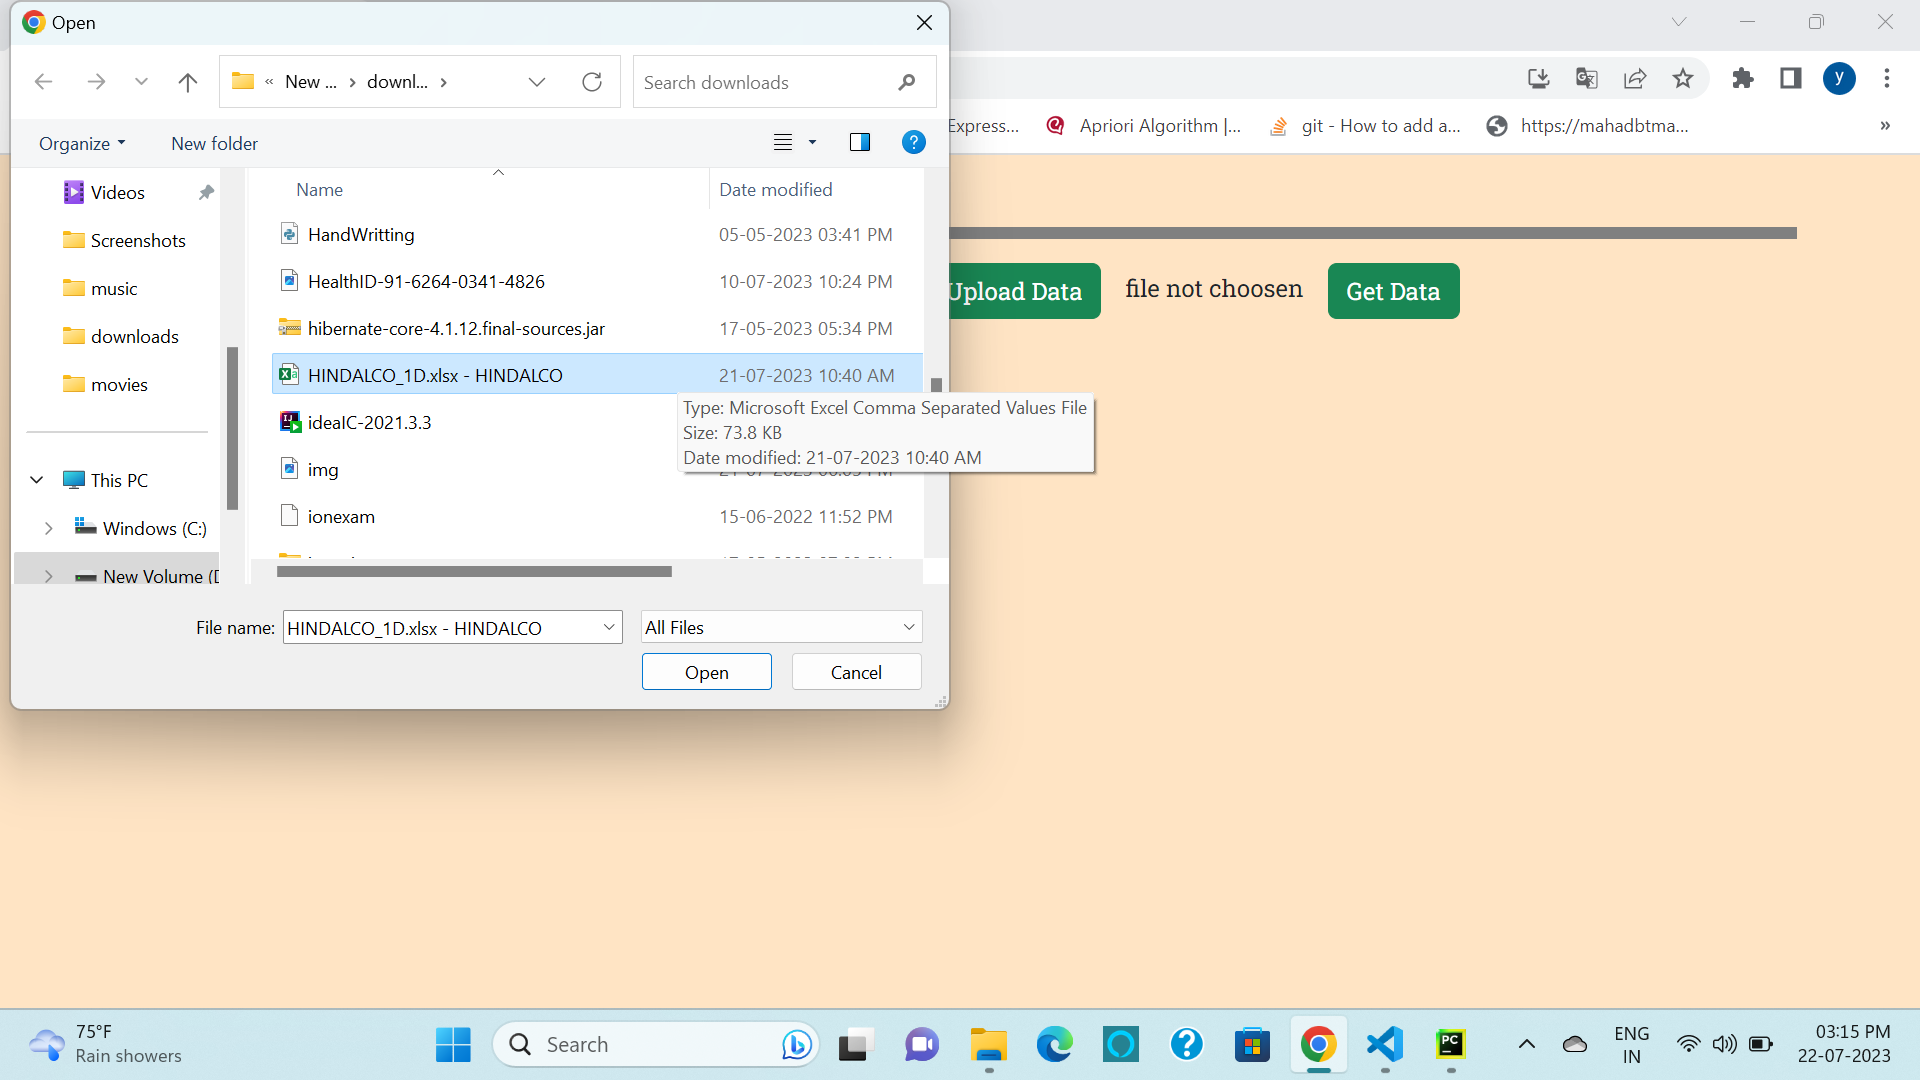 Open
New ... > downl... >
Search downloads
Organize
New folder
Videos
Screenshots
music
downloads
movies
This PC
Windows (C:)
New Volume (D
Name
Date modified
HandWritting
05-05-2023 03:41 PM
HealthID-91-6264-0341-4826
10-07-2023 10:24 PM
hibernate-core-4.1.12.final-sources.jar
17-05-2023 05:34 PM
HINDALCO_1D.xlsx - HINDALCO
21-07-2023 10:40 AM
ideaIC-2021.3.3
img
ionexam
15-06-2022 11:52 PM
Type: Microsoft Excel Comma Separated Values File
Size: 73.8 KB
Date modified: 21-07-2023 10:40 AM
File name:
HINDALCO_1D.xlsx - HINDALCO
All Files
Open
Cancel
y
Express...
Apriori Algorithm |...
git - How to add a...
https://mahadbtma...
Upload Data
file not choosen
Get Data
75°F
Rain showers
Search
ENG
IN
03:15 PM
22-07-2023